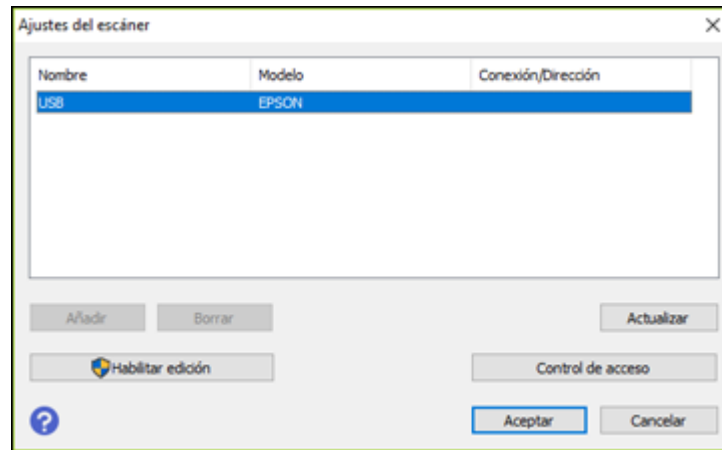 Ajustes del escáner
Nombre Modelo Conexión/Dirección
USB EPSON
Añadir Borrar Actualizar
Habilitar edición Control de acceso
? Aceptar Cancelar